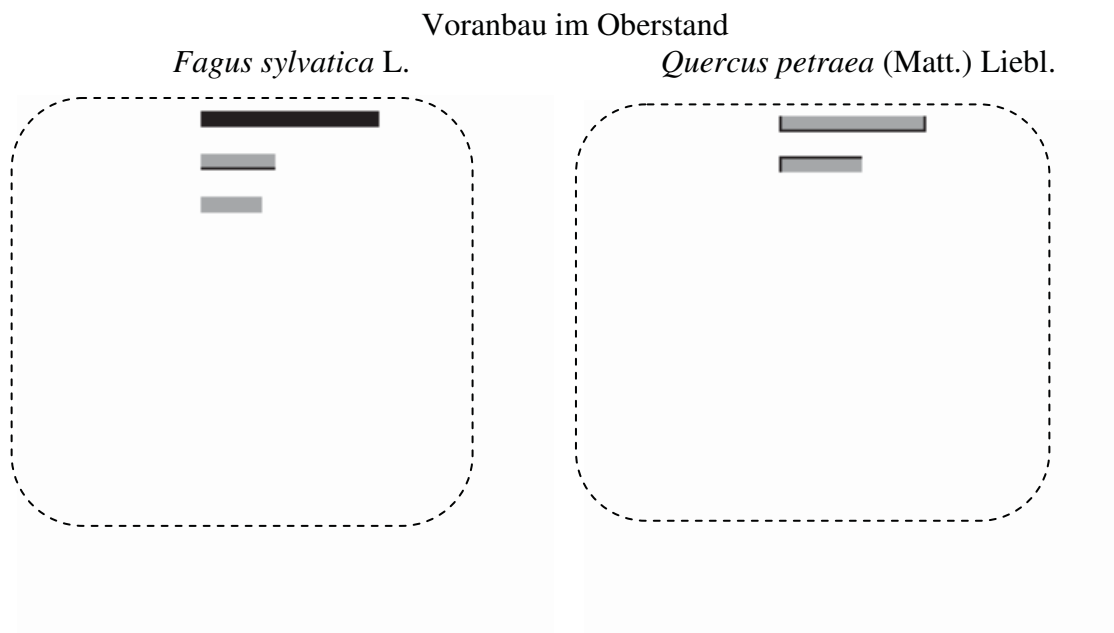 Voranbau im Oberstand
Fagus sylvatica L.
Quercus petraea (Matt.) Liebl.